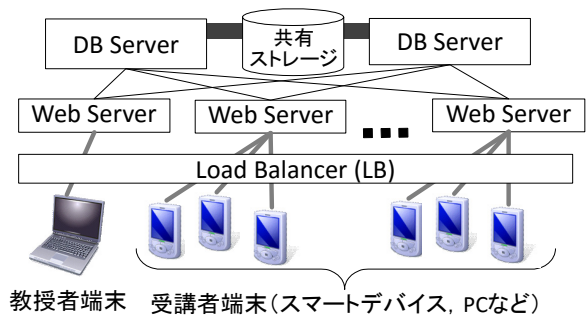 DB Server
共有
ストレージ
DB Server
Web Server
Web Server
Web Server
Load Balancer (LB)
教授者端末
受講者端末(スマートデバイス, PCなど)